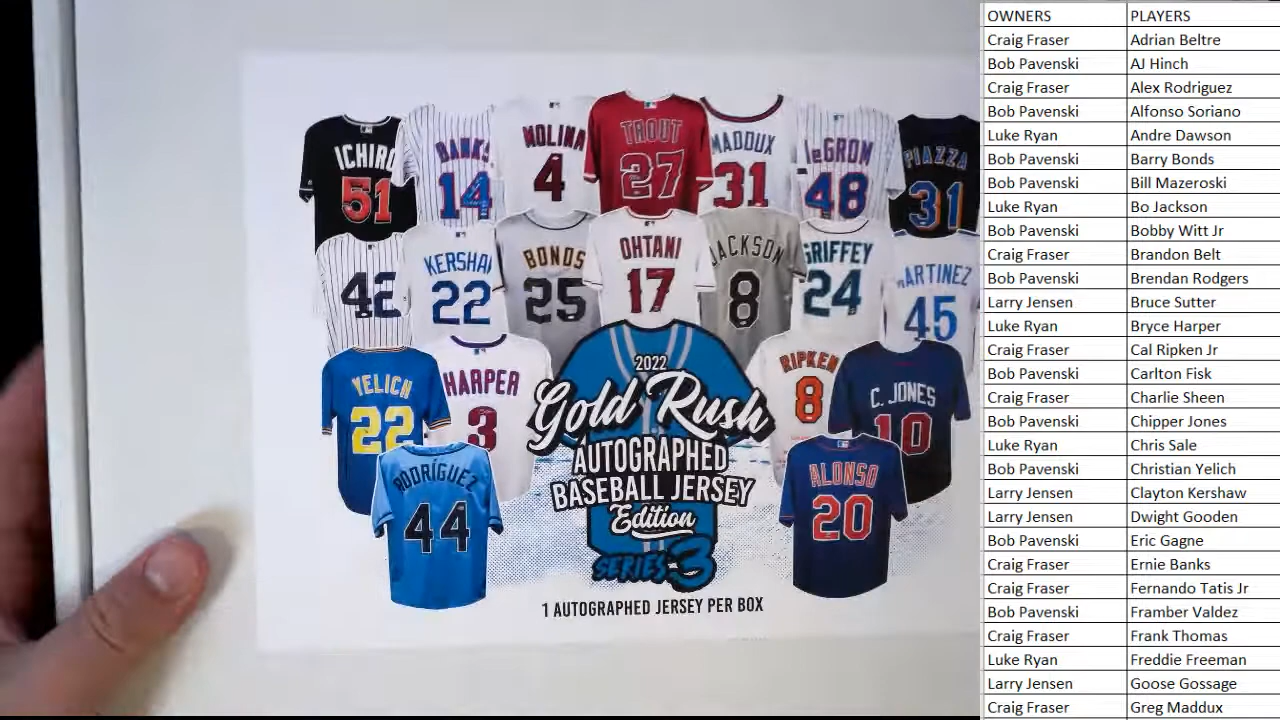 ICHIRO
51
BANKS
14
MOLINA
4
TROUT
27
MADDUX
31
deGROM
48
PIAZZA
31
42
KERSHAW
22
BONDS
25
OHTANI
17
JACKSON
8
GRIFFEY
24
MARTINEZ
45
YELICH
22
HARPER
3
RIPKEN
8
C. JONES
10
RODRÍGUEZ
44
ALONSO
20
2022
Gold Rush
AUTOGRAPHED
BASEBALL JERSEY
Edition
SERIES 3
1 AUTOGRAPHED JERSEY PER BOX
OWNERS PLAYERS
Craig Fraser Adrian Beltre
Bob Pavenski AJ Hinch
Craig Fraser Alex Rodriguez
Bob Pavenski Alfonso Soriano
Luke Ryan Andre Dawson
Bob Pavenski Barry Bonds
Bob Pavenski Bill Mazeroski
Luke Ryan Bo Jackson
Bob Pavenski Bobby Witt Jr
Craig Fraser Brandon Belt
Bob Pavenski Brendan Rodgers
Larry Jensen Bruce Sutter
Luke Ryan Bryce Harper
Craig Fraser Cal Ripken Jr
Bob Pavenski Carlton Fisk
Craig Fraser Charlie Sheen
Bob Pavenski Chipper Jones
Luke Ryan Chris Sale
Bob Pavenski Christian Yelich
Larry Jensen Clayton Kershaw
Larry Jensen Dwight Gooden
Bob Pavenski Eric Gagne
Craig Fraser Ernie Banks
Craig Fraser Fernando Tatis Jr
Bob Pavenski Framber Valdez
Craig Fraser Frank Thomas
Luke Ryan Freddie Freeman
Larry Jensen Goose Gossage
Craig Fraser Greg Maddux